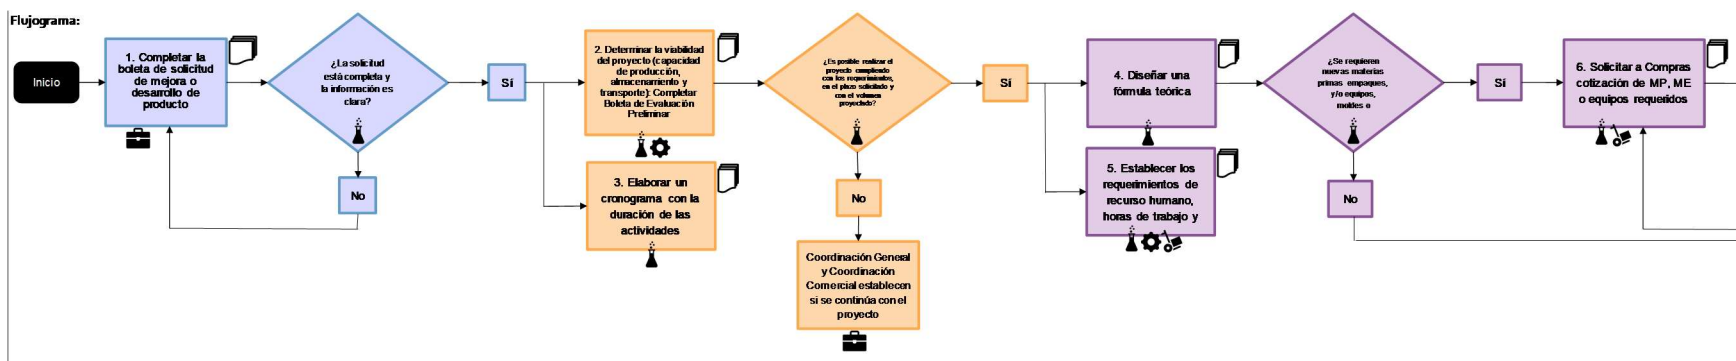 Flujograma:
Inicio
1. Completar la
boleta de solicitud
de mejora o
desarrollo de
producto
¿La solicitud
está completa y
la información es
clara?
No
Sí
2. Determinar la viabilidad
del proyecto (capacidad
de producción,
almacenamiento y
transporte): Completar
Boleta de Evaluación
Preliminar
3. Elaborar un
cronograma con la
duración de las
actividades
¿Es posible realizar el
proyecto cumpliendo
con los requerimientos,
en el plazo solicitado y
con el volumen
proyectado?
No
Coordinación General
y Coordinación
Comercial establecen
si se continúa con el
proyecto
Sí
4. Diseñar una
fórmula teórica
5. Establecer los
requerimientos de
recurso humano,
horas de trabajo y
¿Se requieren
nuevas materias
primas empaques,
y/o equipos,
moldes o
No
Sí
6. Solicitar a Compras
cotización de MP, ME
o equipos requeridos